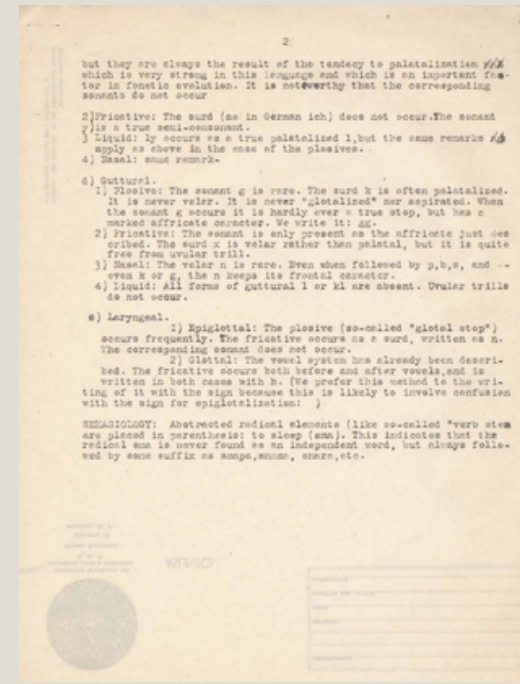 2
but they are always the result of the tendecy to palatalization
which is very strong in this language and which is an important fac-
tor in fonetic evolution. It is noteworthy that the corresponding
sonants do not occur
2)Fricative: The surd (as in German ich) does not occur.The sonant
y)is a true semi-consonant.
3 Liquid: ly occurs as a true palatalized l,but the same remarks
apply as above in the case of the plosives.
4) Nasal: same remark-
d) Guttural.
1) Plosive: The sonant g is rare. The surd k is often palatalized.
It is never velar. It is never "glotalized" nor aspirated. When
the sonant g occurs it is hardly ever a true stop, but has a
marked affricate caracter. We write it: gg.
2) Fricative: The sonant is only present as the affricate just des
cribed. The surd x is velar rather than palatal, but it is quite
free from uvular trill.
3) Nasal: The velar n is rare. Even when followed by p,b,s, and
even k or g, the n keeps its frontal caracter.
4) Liquid: All forms of guttural l or kl are absent. Uvular trills
do not occur.
e) Laryngeal.
1) Epiglottal: The plosive (so-called "glotal stop")
occurs frequently. The fricative occurs as a surd, written as
The corresponding sonant does not occur.
2) Glottal: The vowel system has already been descri-
bed. The fricative occurs both before and after vowels,and is
written in both cases with h. (We prefer this method to the wri-
ting of it with the sign because this is likely to involve confusion
with the sign for epiglotalization: )
SEMASIOLOGY: Abstracted radical elements (like so-called "verb stem
are placed in parenthesis: to sleep (ama). This indicates that the
radical ama is never found as an independent word, but always follo-
wed by some suffix as amapa,amama, amara,etc.